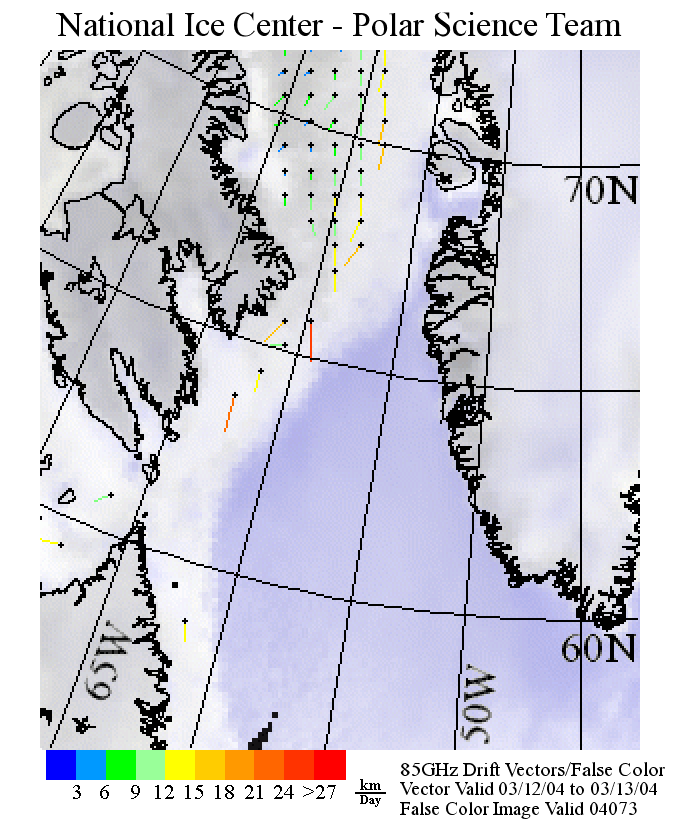 National Ice Center - Polar Science Team
70N
60N
65W
50W
3 6 9 12 15 18 21 24 >27
km
Day
85GHz Drift Vectors/False Color
Vector Valid 03/12/04 to 03/13/04
False Color Image Valid 04073